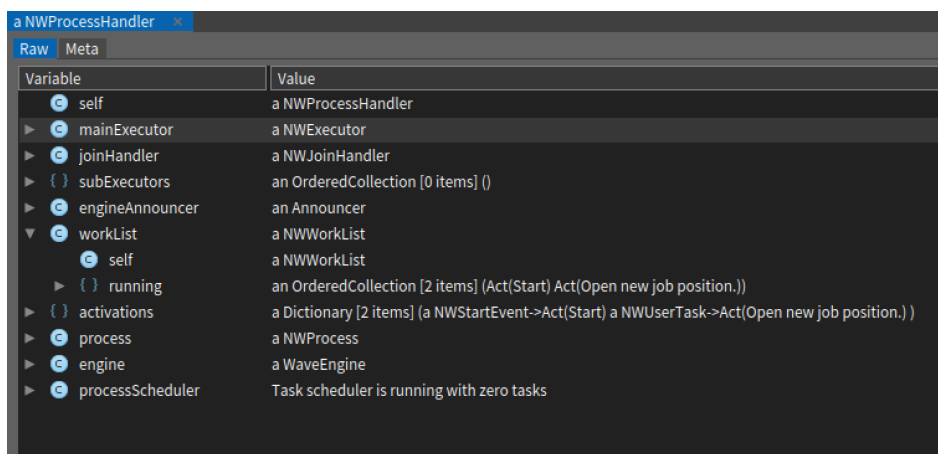 a NWProcessHandler ×
Raw Meta
Variable Value
C self a NWProcessHandler
C mainExecutor a NWExecutor
C joinHandler a NWJoinHandler
{ } subExecutors an OrderedCollection [0 items] ()
C engineAnnouncer an Announcer
C workList a NWWorkList
C self a NWWorkList
{ } running an OrderedCollection [2 items] (Act(Start) Act(Open new job position.))
{ } activations a Dictionary [2 items] (a NWStartEvent->Act(Start) a NWUserTask->Act(Open new job position.) )
C process a NWProcess
C engine a WaveEngine
C processScheduler Task scheduler is running with zero tasks